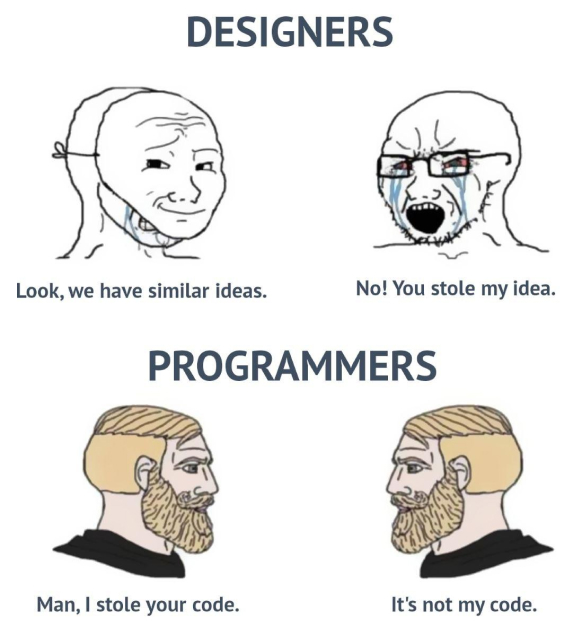 DESIGNERS
Look, we have similar ideas.
No! You stole my idea.
PROGRAMMERS
Man, I stole your code.
It's not my code.